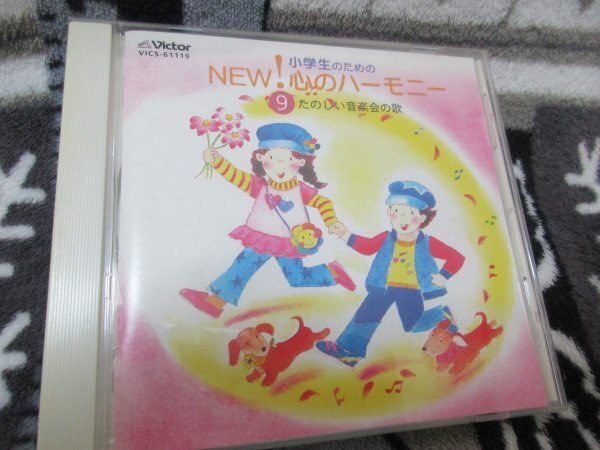 Victor
VICS-61119
小学生のための
NEW!心のハーモニー
9 たのしい音楽会の歌